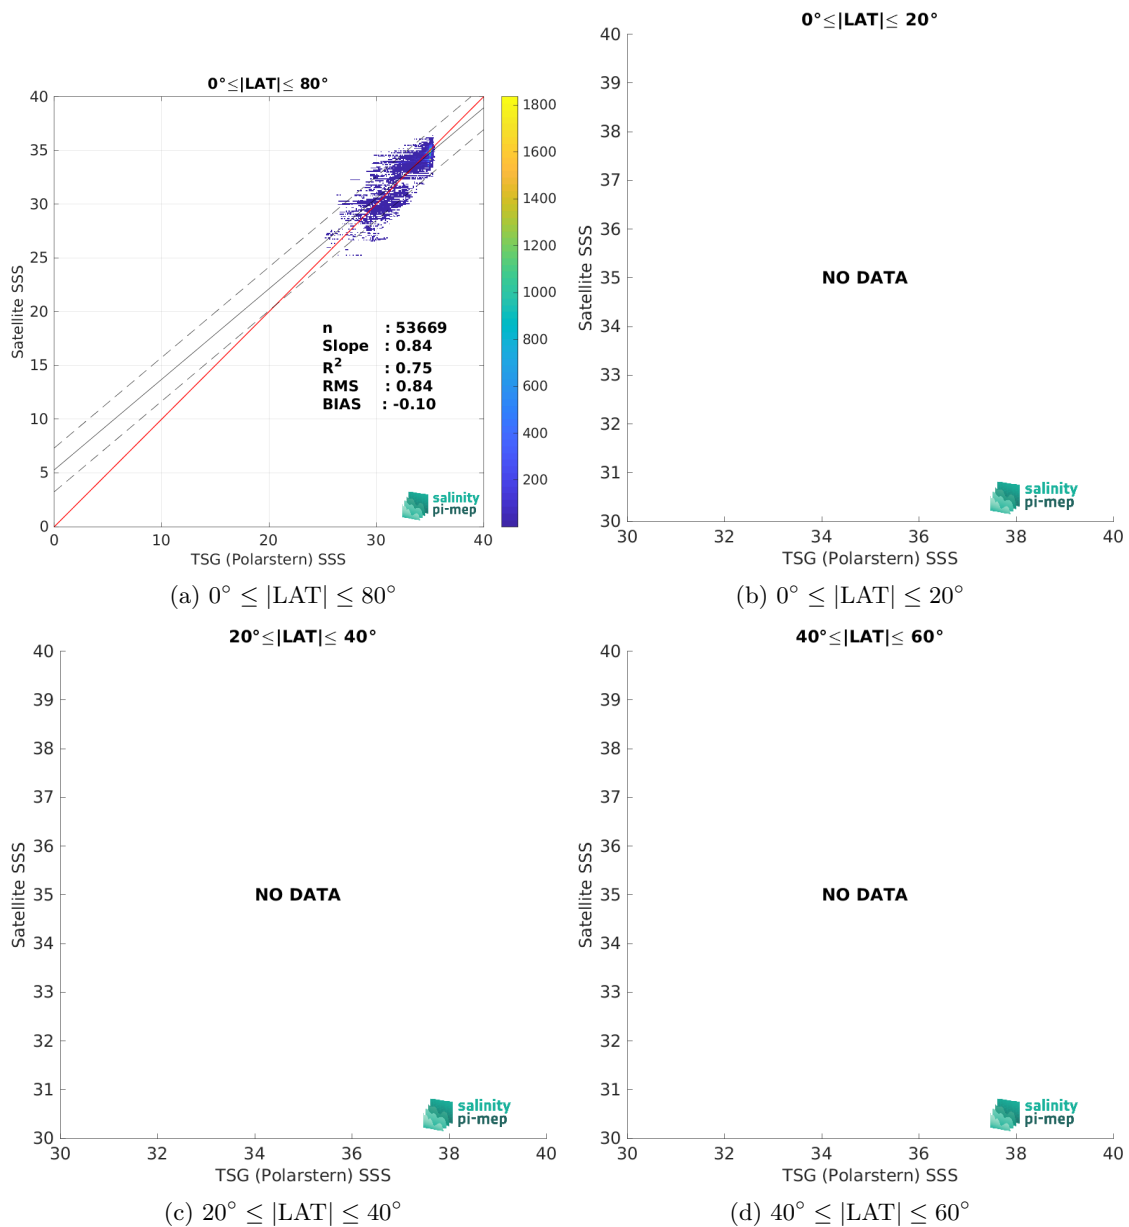 0°≤|LAT|≤ 80°
40
35
30
25
20
15
10
5
0
0
10
20
30
40
Satellite SSS
TSG (Polarstern) SSS
n : 53669
Slope : 0.84
R² : 0.75
RMS : 0.84
BIAS : -0.10
salinity
pi-mep
1800
1600
1400
1200
1000
800
600
400
200
(a) 0° ≤ |LAT| ≤ 80°
0°≤|LAT|≤ 20°
40
39
38
37
36
35
34
33
32
31
30
30
32
34
36
38
40
Satellite SSS
NO DATA
salinity
pi-mep
TSG (Polarstern) SSS
(b) 0° ≤ |LAT| ≤ 20°
20°≤|LAT|≤ 40°
40
39
38
37
36
35
34
33
32
31
30
30
32
34
36
38
40
Satellite SSS
NO DATA
salinity
pi-mep
TSG (Polarstern) SSS
(c) 20° ≤ |LAT| ≤ 40°
40°≤|LAT|≤ 60°
40
39
38
37
36
35
34
33
32
31
30
30
32
34
36
38
40
Satellite SSS
NO DATA
salinity
pi-mep
TSG (Polarstern) SSS
(d) 40° ≤ |LAT| ≤ 60°